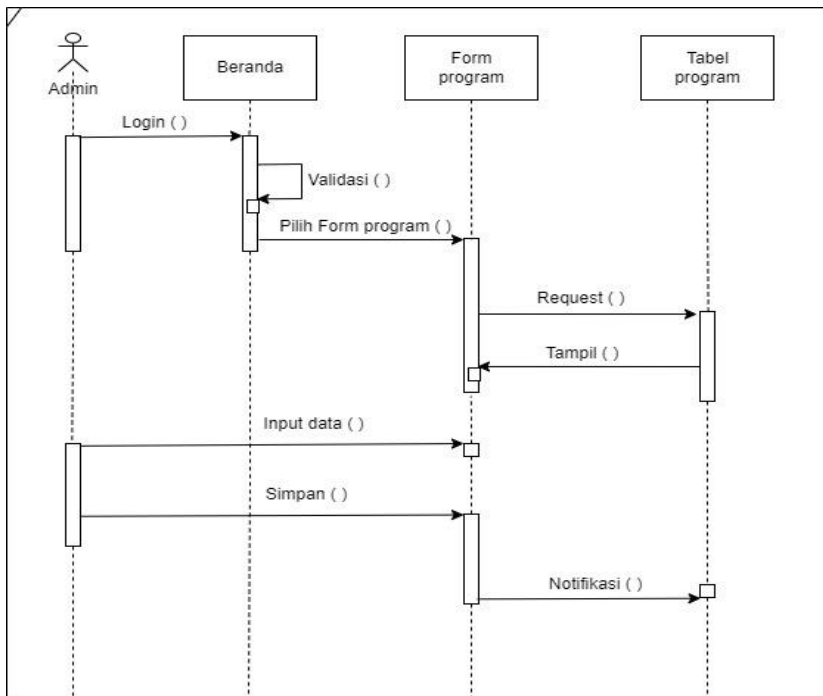 Admin
Beranda
Form
program
Tabel
program
Login ( )
Validasi ( )
Pilih Form program ( )
Request ( )
Tampil ( )
Input data ( )
Simpan ( )
Notifikasi ( )